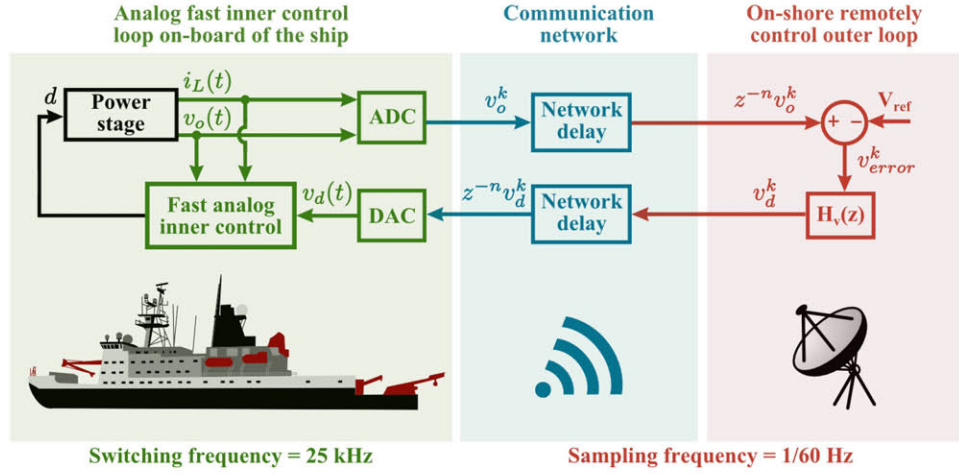 Analog fast inner control
loop on-board of the ship
Communication
network
On-shore remotely
control outer loop
d
Power
stage
i_L(t)
v_o(t)
ADC
v_o^k
Network
delay
z^{-n}v_o^k
+ −
V_ref
v_{error}^k
Fast analog
inner control
v_d(t)
DAC
z^{-n}v_d^k
Network
delay
v_d^k
H_v(z)
Switching frequency = 25 kHz
Sampling frequency = 1/60 Hz